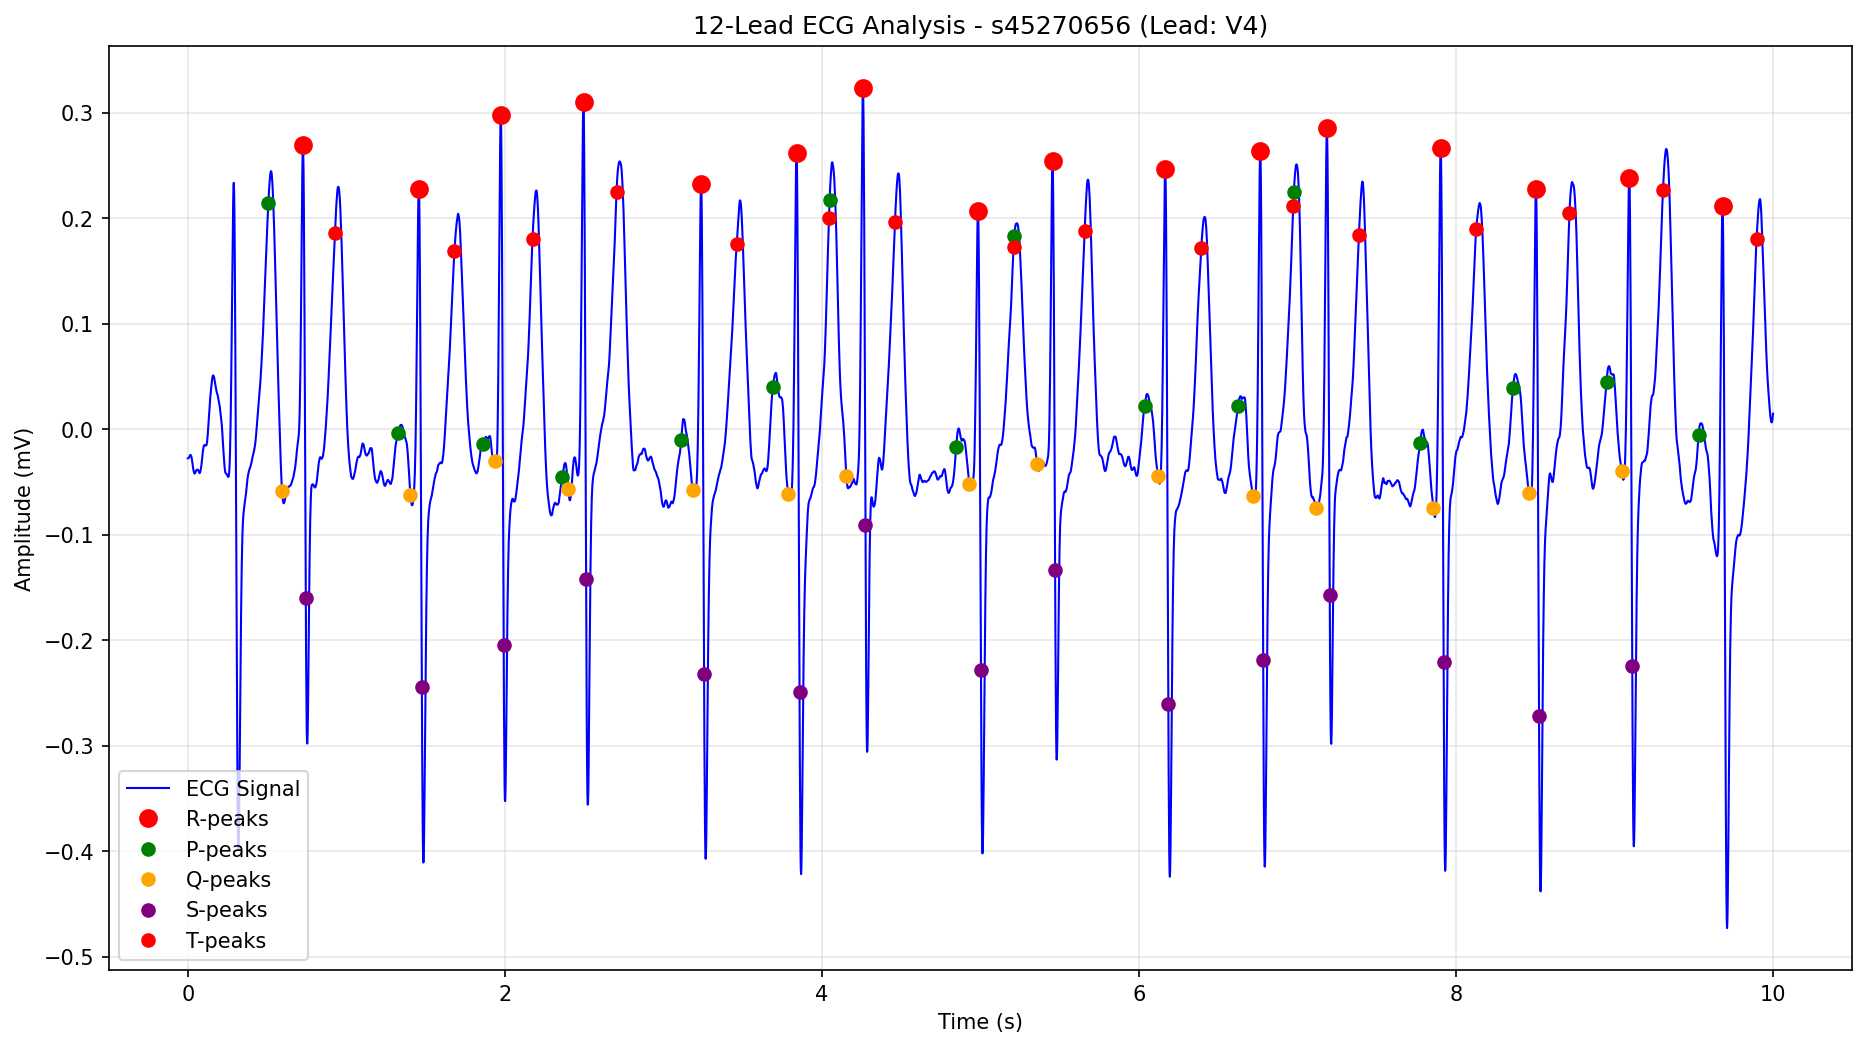 12-Lead ECG Analysis - s45270656 (Lead: V4)
0.3
0.2
0.1
0.0
−0.1
−0.2
−0.3
−0.4
−0.5
Amplitude (mV)
ECG Signal
R-peaks
P-peaks
Q-peaks
S-peaks
T-peaks
0 2 4 6 8 10
Time (s)